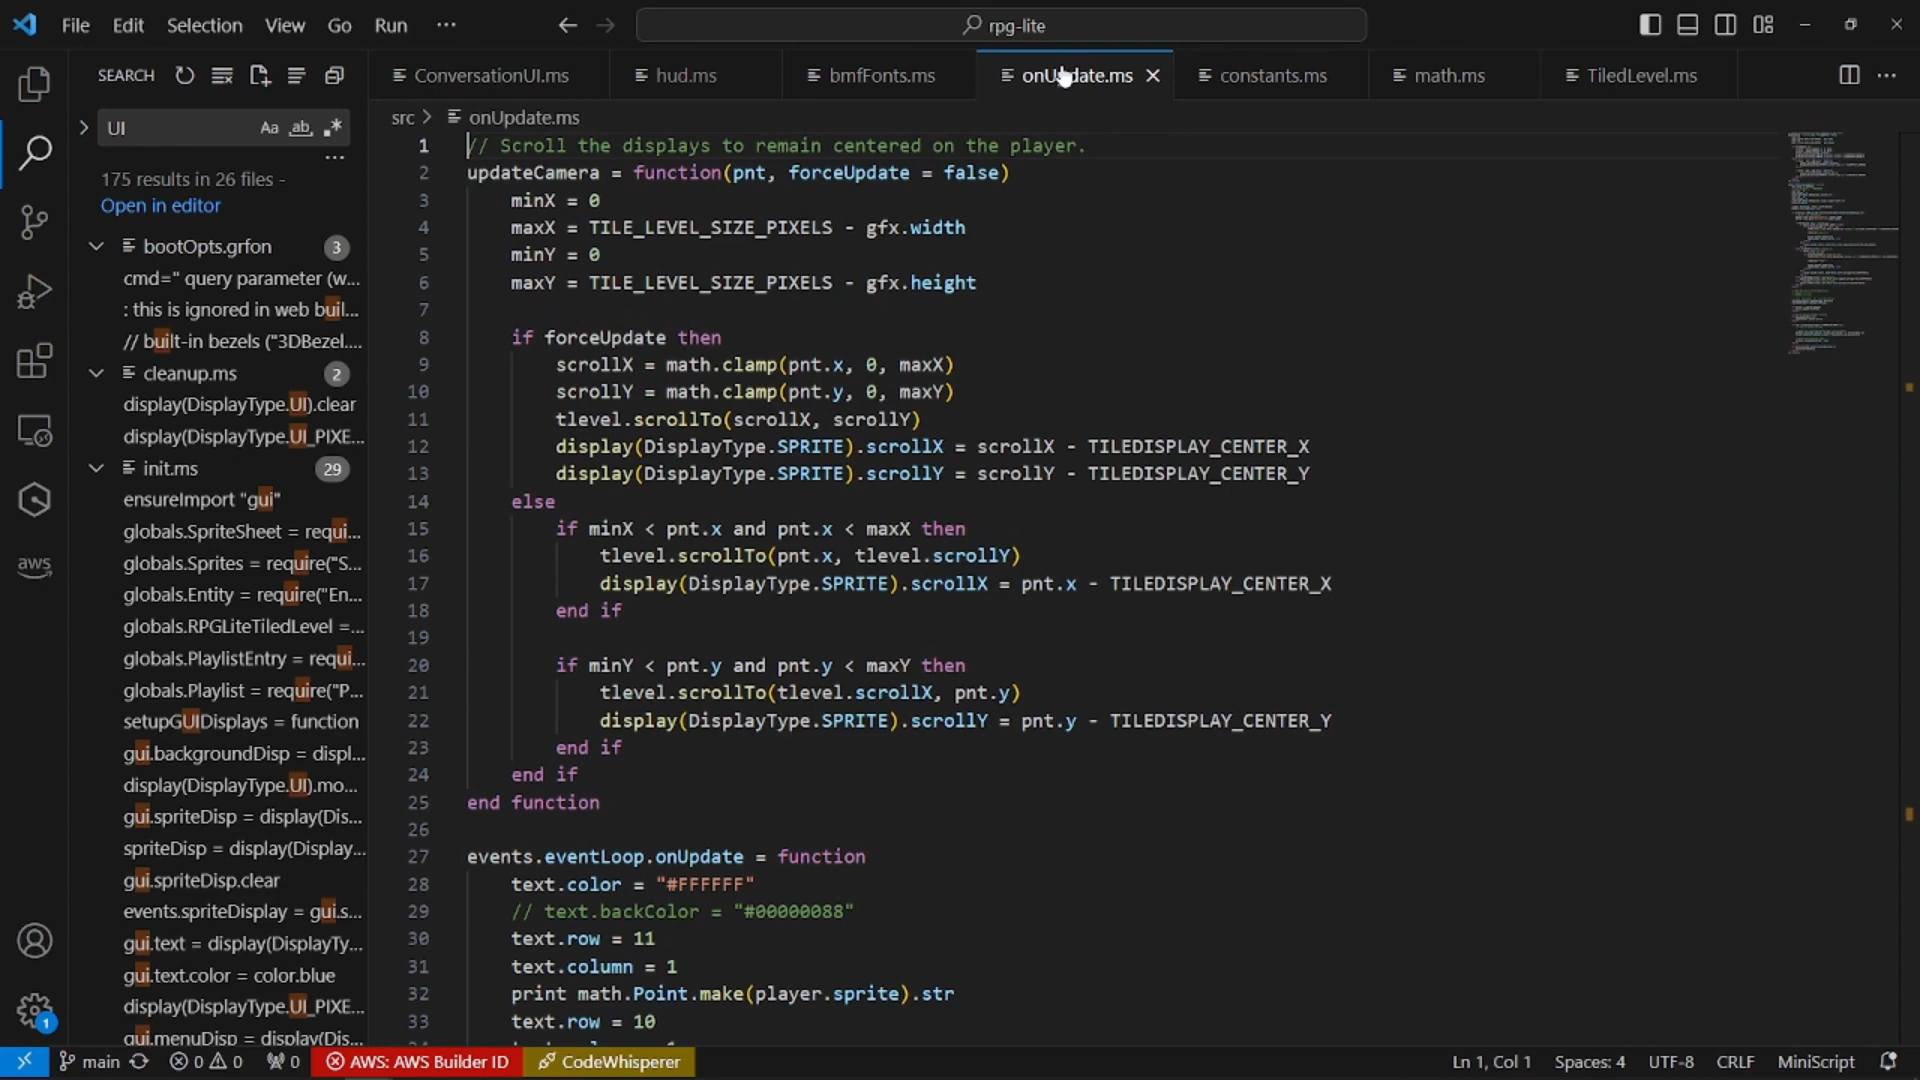 File Edit Selection View Go Run ···
rpg-lite
SEARCH
UI
Aa ab
175 results in 26 files -
Open in editor
bootOpts.grfon 3
cmd=" query parameter (w...
: this is ignored in web buil...
// built-in bezels ("3DBezel....
cleanup.ms 2
display(DisplayType.UI).clear
display(DisplayType.UI_PIXE...
init.ms 29
ensureImport "gui"
globals.SpriteSheet = requi...
globals.Sprites = require("S...
globals.Entity = require("En...
globals.RPGLiteTiledLevel =...
globals.PlaylistEntry = requi...
globals.Playlist = require("P...
setupGUIDisplays = function
gui.backgroundDisp = displ...
display(DisplayType.UI).mo...
gui.spriteDisp = display(Dis...
spriteDisp = display(Display...
gui.spriteDisp.clear
events.spriteDisplay = gui.s...
gui.text = display(DisplayTy...
gui.text.color = color.blue
display(DisplayType.UI_PIXE...
gui.menuDisp = display(Dis...
aws
1
ConversationUI.ms hud.ms bmfFonts.ms onUpdate.ms constants.ms math.ms TiledLevel.ms
src > onUpdate.ms
1 // Scroll the displays to remain centered on the player.
2 updateCamera = function(pnt, forceUpdate = false)
3 minX = 0
4 maxX = TILE_LEVEL_SIZE_PIXELS - gfx.width
5 minY = 0
6 maxY = TILE_LEVEL_SIZE_PIXELS - gfx.height
7
8 if forceUpdate then
9 scrollX = math.clamp(pnt.x, 0, maxX)
10 scrollY = math.clamp(pnt.y, 0, maxY)
11 tlevel.scrollTo(scrollX, scrollY)
12 display(DisplayType.SPRITE).scrollX = scrollX - TILEDISPLAY_CENTER_X
13 display(DisplayType.SPRITE).scrollY = scrollY - TILEDISPLAY_CENTER_Y
14 else
15 if minX < pnt.x and pnt.x < maxX then
16 tlevel.scrollTo(pnt.x, tlevel.scrollY)
17 display(DisplayType.SPRITE).scrollX = pnt.x - TILEDISPLAY_CENTER_X
18 end if
19
20 if minY < pnt.y and pnt.y < maxY then
21 tlevel.scrollTo(tlevel.scrollX, pnt.y)
22 display(DisplayType.SPRITE).scrollY = pnt.y - TILEDISPLAY_CENTER_Y
23 end if
24 end if
25 end function
26
27 events.eventLoop.onUpdate = function
28 text.color = "#FFFFFF"
29 // text.backColor = "#00000088"
30 text.row = 11
31 text.column = 1
32 print math.Point.make(player.sprite).str
33 text.row = 10
main 0 0 0 AWS: AWS Builder ID CodeWhisperer Ln 1, Col 1 Spaces: 4 UTF-8 CRLF MiniScript